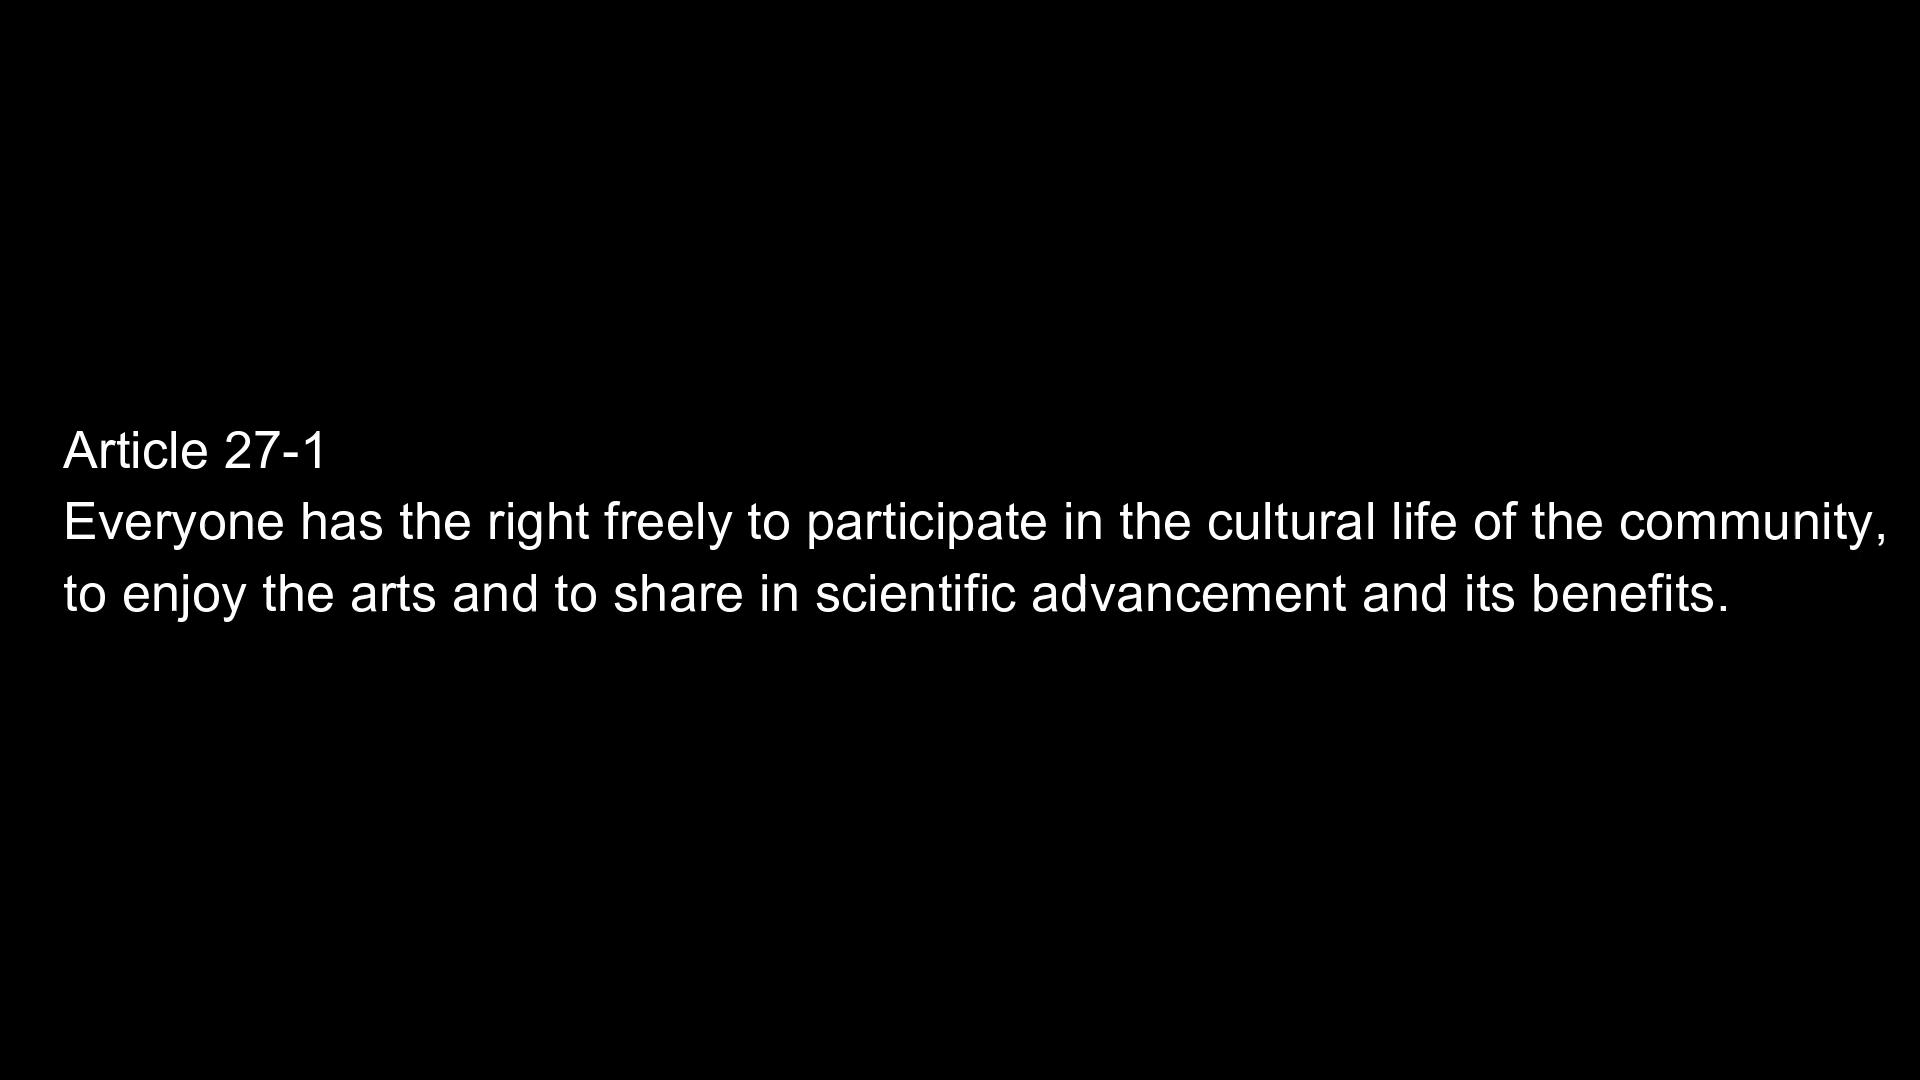 Article 27-1
Everyone has the right freely to participate in the cultural life of the community,
to enjoy the arts and to share in scientific advancement and its benefits.